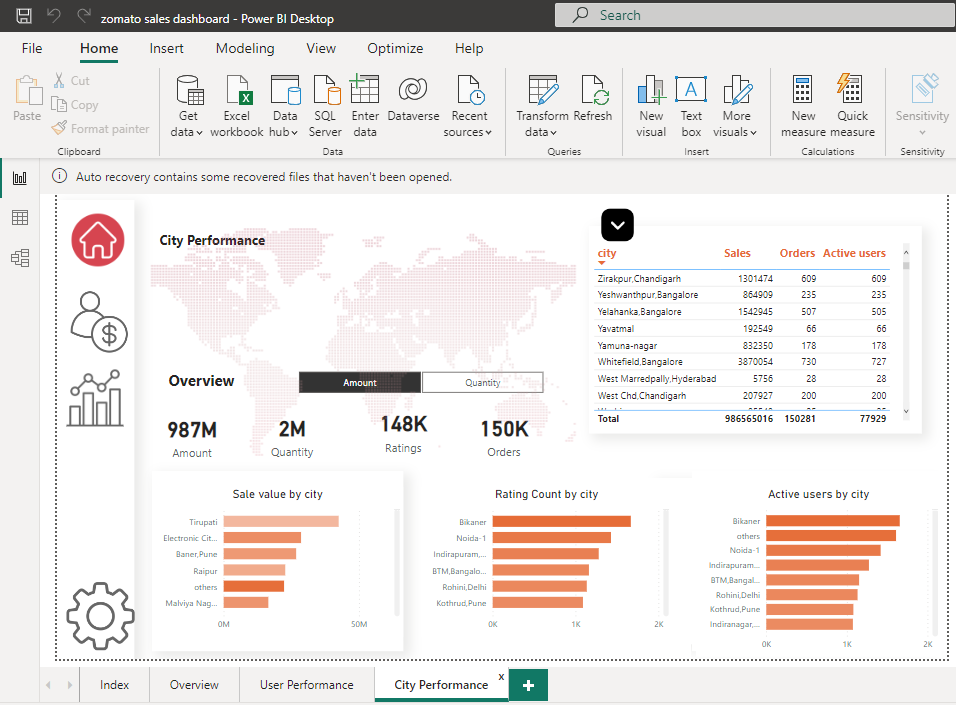 zomato sales dashboard - Power BI Desktop
Search
File Home Insert Modeling View Optimize Help
Paste
Cut
Copy
Format painter
Clipboard
Get data
Excel workbook
Data hub
SQL Server
Enter data
Dataverse
Recent sources
Data
Transform data
Refresh
Queries
New visual
Text box
More visuals
Insert
New measure
Quick measure
Calculations
Sensitivity
Sensitivity
Auto recovery contains some recovered files that haven't been opened.
City Performance
Overview
Amount Quantity
987M
Amount
2M
Quantity
148K
Ratings
150K
Orders
city Sales Orders Active users
Zirakpur,Chandigarh 1301474 609 609
Yeshwanthpur,Bangalore 864909 235 235
Yelahanka,Bangalore 1542945 507 505
Yavatmal 192549 66 66
Yamuna-nagar 832350 178 178
Whitefield,Bangalore 3870054 730 727
West Marredpally,Hyderabad 5756 28 28
West Chd,Chandigarh 207927 200 200
Total 986565016 150281 77929
Sale value by city
Tirupati
Electronic Cit...
Baner,Pune
Raipur
others
Malviya Nag...
0M 50M
Rating Count by city
Bikaner
Noida-1
Indirapuram,...
BTM,Bangalo...
Rohini,Delhi
Kothrud,Pune
0K 1K 2K
Active users by city
Bikaner
others
Noida-1
Indirapuram...
BTM,Bangal...
Rohini,Delhi
Kothrud,Pune
Indiranagar,...
0K 1K 2K
Index Overview User Performance City Performance x +